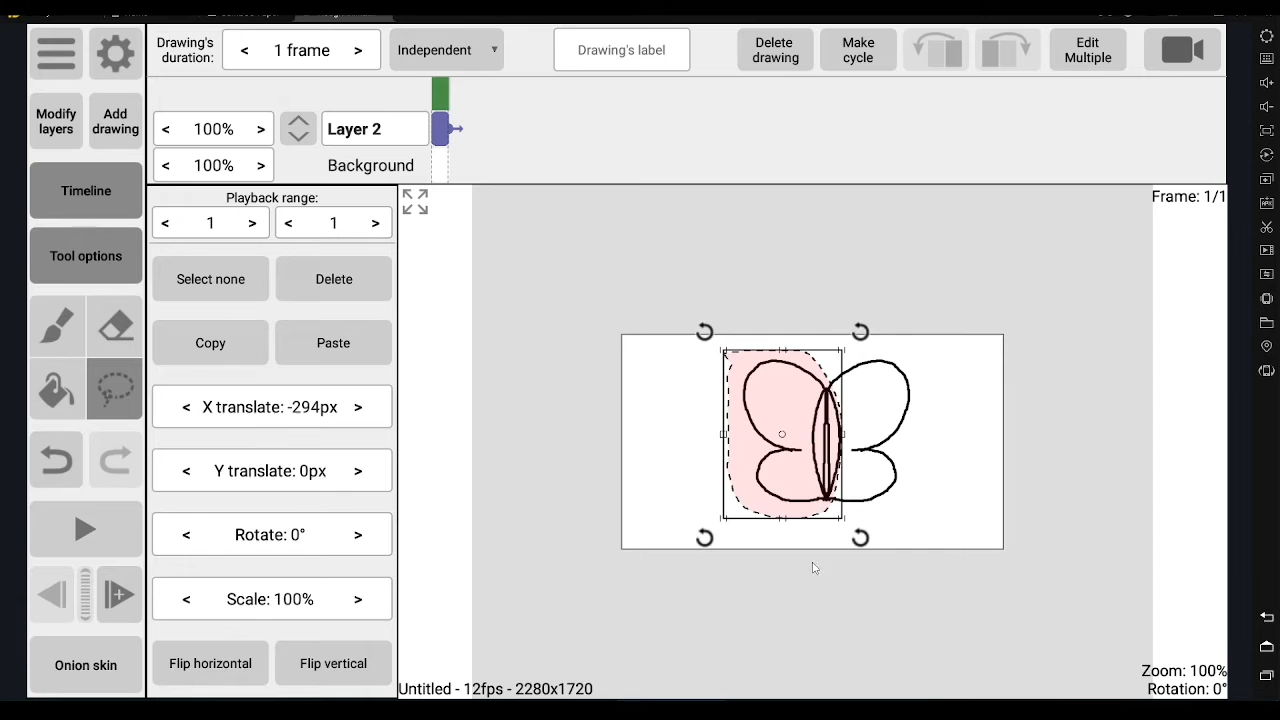 Drawing's duration:
< 1 frame >
Independent
Drawing's label
Delete drawing
Make cycle
Edit Multiple
Modify layers
Add drawing
< 100% >
Layer 2
< 100% >
Background
Timeline
Playback range:
< 1 >
< 1 >
Frame: 1/1
Tool options
Select none
Delete
Copy
Paste
< X translate: -294px >
< Y translate: 0px >
< Rotate: 0° >
< Scale: 100% >
Onion skin
Flip horizontal
Flip vertical
Zoom: 100%
Untitled - 12fps - 2280x1720
Rotation: 0°